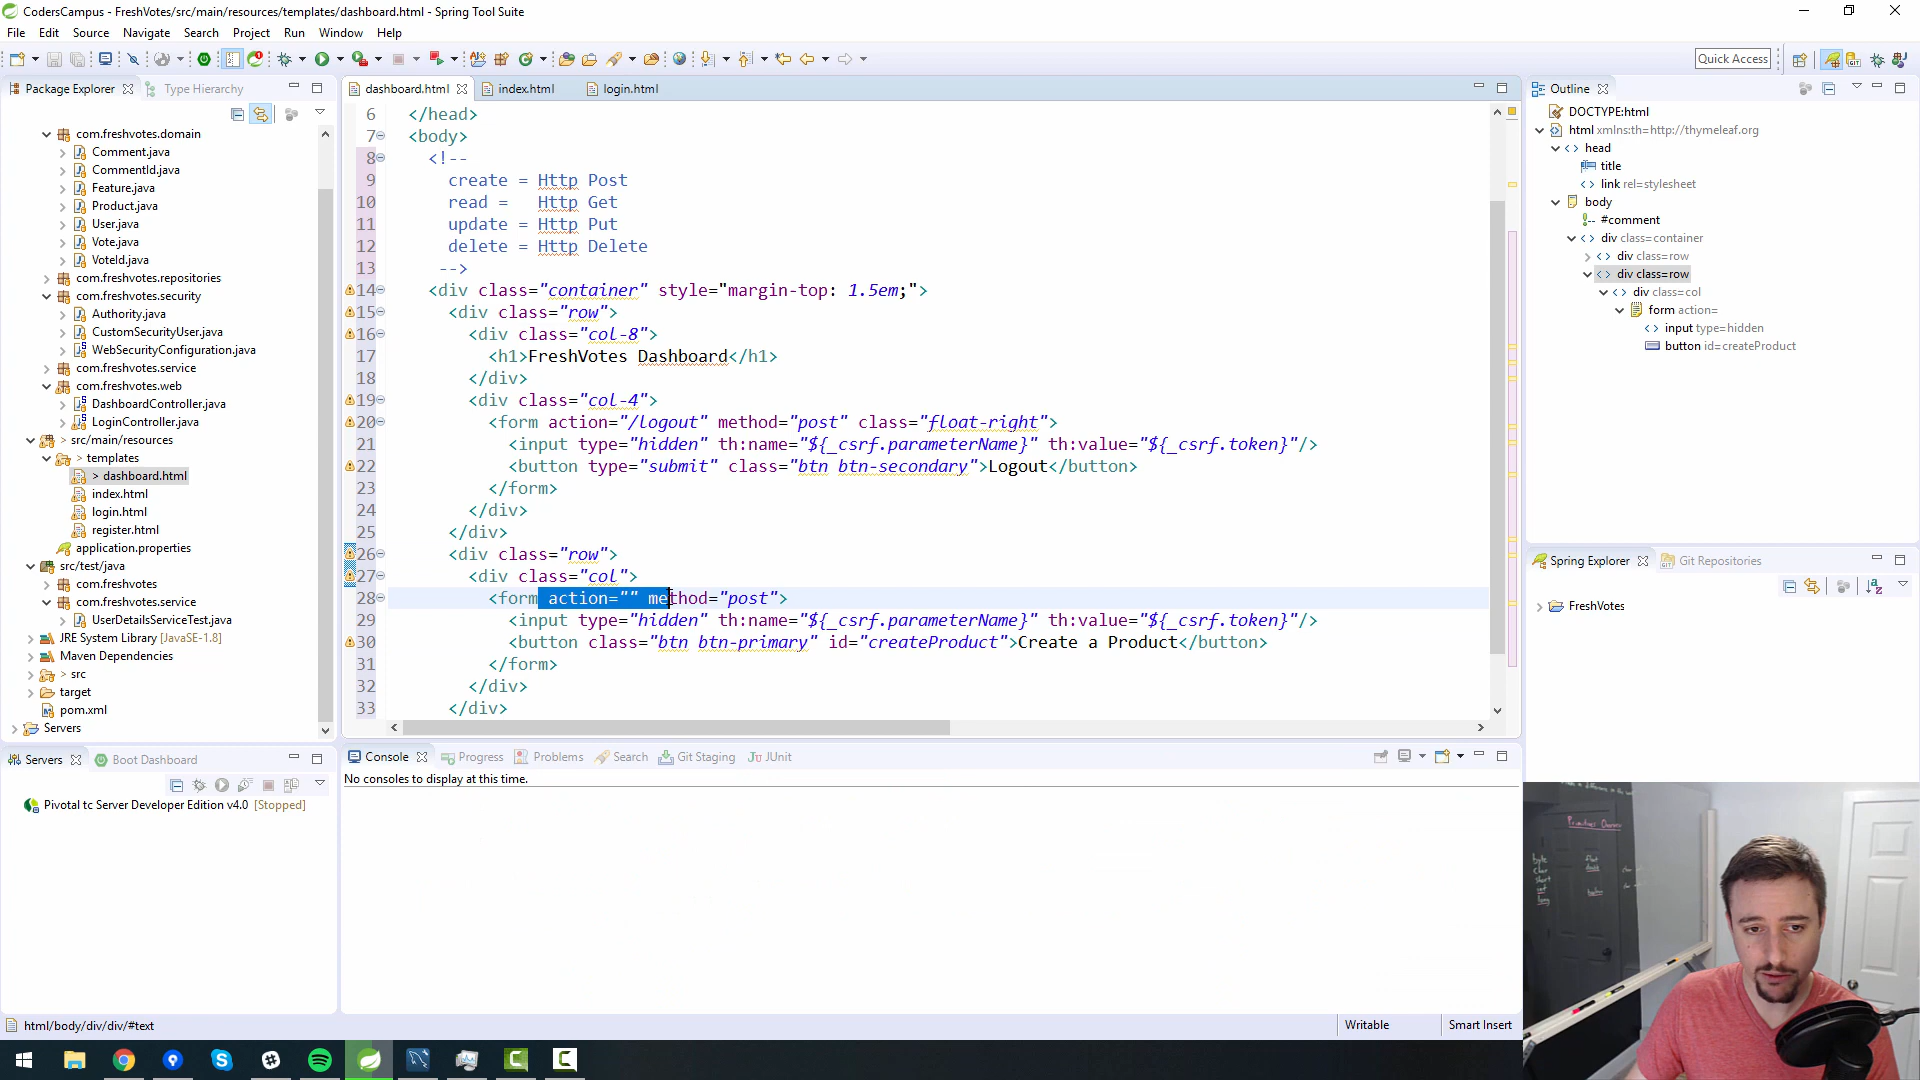 CodersCampus - FreshVotes/src/main/resources/templates/dashboard.html - Spring Tool Suite
File Edit Source Navigate Search Project Run Window Help
Quick Access
Package Explorer Type Hierarchy
com.freshvotes.domain
Comment.java
CommentId.java
Feature.java
Product.java
User.java
Vote.java
VoteId.java
com.freshvotes.repositories
com.freshvotes.security
Authority.java
CustomSecurityUser.java
WebSecurityConfiguration.java
com.freshvotes.service
com.freshvotes.web
DashboardController.java
LoginController.java
> src/main/resources
> templates
> dashboard.html
index.html
login.html
register.html
application.properties
src/test/java
com.freshvotes
com.freshvotes.service
UserDetailsServiceTest.java
JRE System Library [JavaSE-1.8]
Maven Dependencies
> src
target
pom.xml
Servers
dashboard.html index.html login.html
6 </head>
7 <body>
8 <!--
9 create = Http Post
10 read =   Http Get
11 update = Http Put
12 delete = Http Delete
13 -->
14 <div class="container" style="margin-top: 1.5em;">
15 <div class="row">
16 <div class="col-8">
17 <h1>FreshVotes Dashboard</h1>
18 </div>
19 <div class="col-4">
20 <form action="/logout" method="post" class="float-right">
21 <input type="hidden" th:name="${_csrf.parameterName}" th:value="${_csrf.token}"/>
22 <button type="submit" class="btn btn-secondary">Logout</button>
23 </form>
24 </div>
25 </div>
26 <div class="row">
27 <div class="col">
28 <form action="" method="post">
29 <input type="hidden" th:name="${_csrf.parameterName}" th:value="${_csrf.token}"/>
30 <button class="btn btn-primary" id="createProduct">Create a Product</button>
31 </form>
32 </div>
33 </div>
Outline
DOCTYPE:html
html xmlns:th=http://thymeleaf.org
head
title
link rel=stylesheet
body
#comment
div class=container
div class=row
div class=row
div class=col
form action=
input type=hidden
button id=createProduct
Spring Explorer Git Repositories
FreshVotes
Servers Boot Dashboard
Pivotal tc Server Developer Edition v4.0 [Stopped]
Console Progress Problems Search Git Staging JUnit
No consoles to display at this time.
html/body/div/div/#text
Writable
Smart Insert